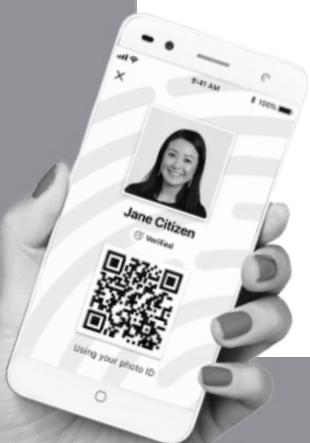 9:41 AM
100%
Jane Citizen
Verified
Using your photo ID